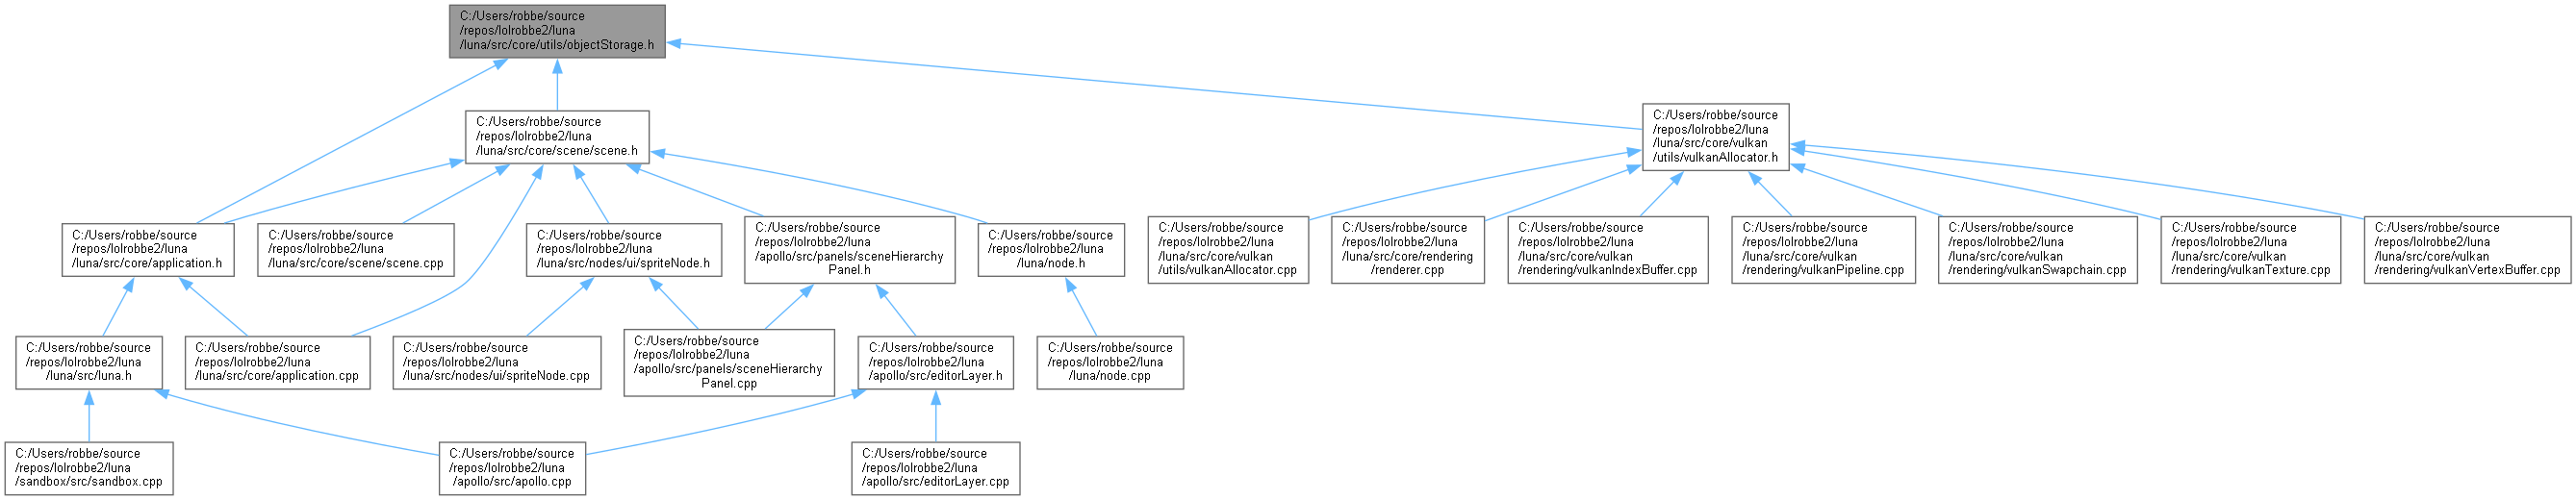 C:/Users/robbe/source
/repos/lolrobbe2/luna
/luna/src/core/utils/objectStorage.h
C:/Users/robbe/source
/repos/lolrobbe2/luna
/luna/src/core/scene/scene.h
C:/Users/robbe/source
/repos/lolrobbe2/luna
/luna/src/core/vulkan
/utils/vulkanAllocator.h
C:/Users/robbe/source
/repos/lolrobbe2/luna
/luna/src/core/application.h
C:/Users/robbe/source
/repos/lolrobbe2/luna
/luna/src/core/scene/scene.cpp
C:/Users/robbe/source
/repos/lolrobbe2/luna
/luna/src/nodes/ui/spriteNode.h
C:/Users/robbe/source
/repos/lolrobbe2/luna
/apollo/src/panels/sceneHierarchy
Panel.h
C:/Users/robbe/source
/repos/lolrobbe2/luna
/luna/node.h
C:/Users/robbe/source
/repos/lolrobbe2/luna
/luna/src/core/vulkan
/utils/vulkanAllocator.cpp
C:/Users/robbe/source
/repos/lolrobbe2/luna
/luna/src/core/rendering
/renderer.cpp
C:/Users/robbe/source
/repos/lolrobbe2/luna
/luna/src/core/vulkan
/rendering/vulkanIndexBuffer.cpp
C:/Users/robbe/source
/repos/lolrobbe2/luna
/luna/src/core/vulkan
/rendering/vulkanPipeline.cpp
C:/Users/robbe/source
/repos/lolrobbe2/luna
/luna/src/core/vulkan
/rendering/vulkanSwapchain.cpp
C:/Users/robbe/source
/repos/lolrobbe2/luna
/luna/src/core/vulkan
/rendering/vulkanTexture.cpp
C:/Users/robbe/source
/repos/lolrobbe2/luna
/luna/src/core/vulkan
/rendering/vulkanVertexBuffer.cpp
C:/Users/robbe/source
/repos/lolrobbe2/luna
/luna/src/luna.h
C:/Users/robbe/source
/repos/lolrobbe2/luna
/luna/src/core/application.cpp
C:/Users/robbe/source
/repos/lolrobbe2/luna
/luna/src/nodes/ui/spriteNode.cpp
C:/Users/robbe/source
/repos/lolrobbe2/luna
/apollo/src/panels/sceneHierarchy
Panel.cpp
C:/Users/robbe/source
/repos/lolrobbe2/luna
/apollo/src/editorLayer.h
C:/Users/robbe/source
/repos/lolrobbe2/luna
/luna/node.cpp
C:/Users/robbe/source
/repos/lolrobbe2/luna
/sandbox/src/sandbox.cpp
C:/Users/robbe/source
/repos/lolrobbe2/luna
/apollo/src/apollo.cpp
C:/Users/robbe/source
/repos/lolrobbe2/luna
/apollo/src/editorLayer.cpp